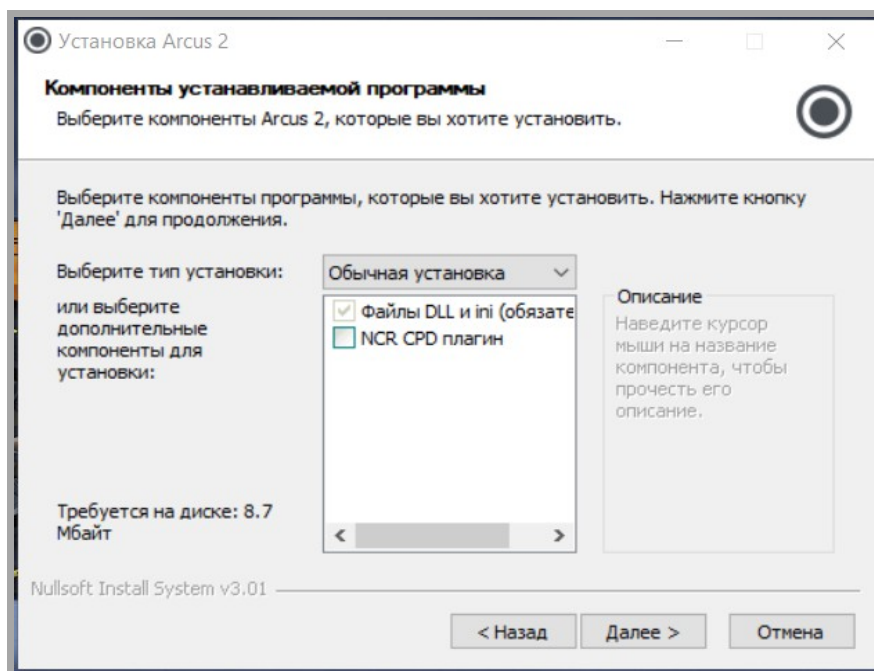 Установка Arcus 2
Компоненты устанавливаемой программы
Выберите компоненты Arcus 2, которые вы хотите установить.
Выберите компоненты программы, которые вы хотите установить. Нажмите кнопку
'Далее' для продолжения.
Выберите тип установки:
Обычная установка
или выберите
дополнительные
компоненты для
установки:
Файлы DLL и ini (обязате
NCR CPD плагин
Описание
Наведите курсор
мыши на название
компонента, чтобы
прочесть его
описание.
Требуется на диске: 8.7
Мбайт
Nullsoft Install System v3.01
< Назад
Далее >
Отмена